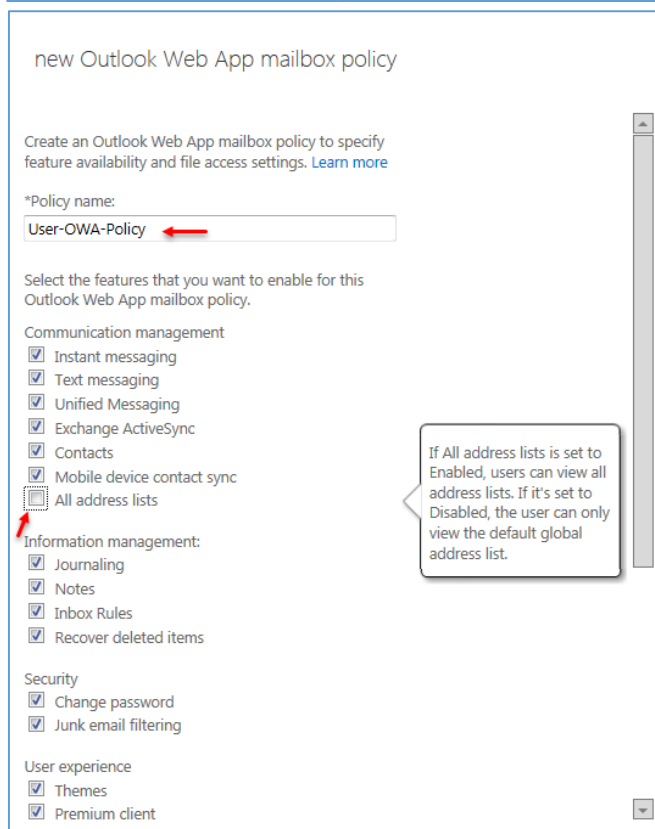 new Outlook Web App mailbox policy
Create an Outlook Web App mailbox policy to specify
feature availability and file access settings. Learn more
*Policy name:
User-OWA-Policy
Select the features that you want to enable for this
Outlook Web App mailbox policy.
Communication management
Instant messaging
Text messaging
Unified Messaging
Exchange ActiveSync
Contacts
Mobile device contact sync
All address lists
If All address lists is set to
Enabled, users can view all
address lists. If it's set to
Disabled, the user can only
view the default global
address list.
Information management:
Journaling
Notes
Inbox Rules
Recover deleted items
Security
Change password
Junk email filtering
User experience
Themes
Premium client